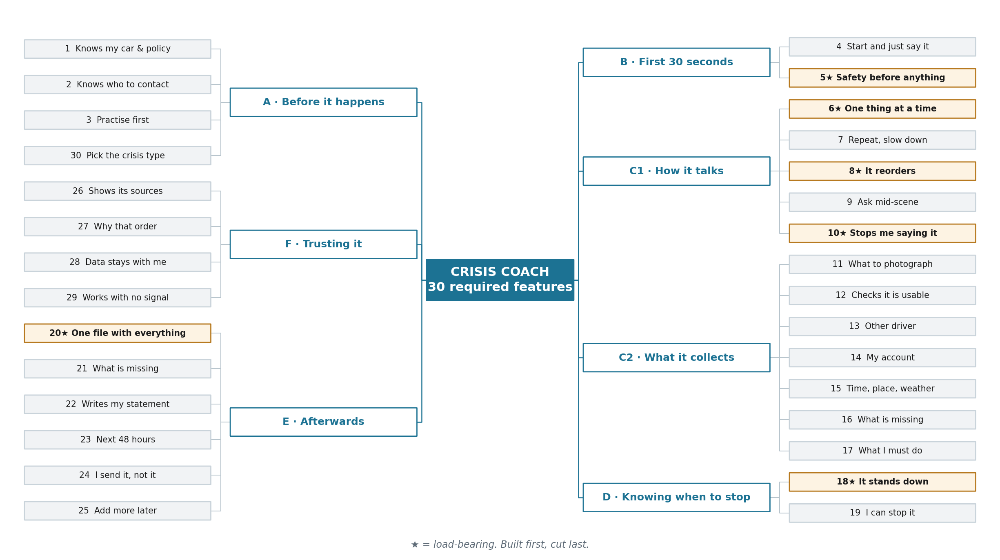 CRISIS COACH
30 required features
A · Before it happens
1 Knows my car & policy
2 Knows who to contact
3 Practise first
30 Pick the crisis type
F · Trusting it
26 Shows its sources
27 Why that order
28 Data stays with me
29 Works with no signal
E · Afterwards
20★ One file with everything
21 What is missing
22 Writes my statement
23 Next 48 hours
24 I send it, not it
25 Add more later
B · First 30 seconds
4 Start and just say it
5★ Safety before anything
C1 · How it talks
6★ One thing at a time
7 Repeat, slow down
8★ It reorders
9 Ask mid-scene
10★ Stops me saying it
C2 · What it collects
11 What to photograph
12 Checks it is usable
13 Other driver
14 My account
15 Time, place, weather
16 What is missing
17 What I must do
D · Knowing when to stop
18★ It stands down
19 I can stop it
★ = load-bearing. Built first, cut last.